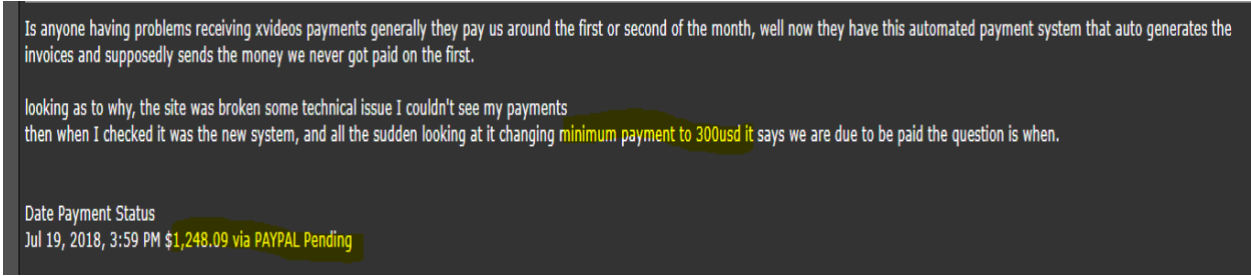 Is anyone having problems receiving xvideos payments generally they pay us around the first or second of the month, well now they have this automated payment system that auto generates the
invoices and supposedly sends the money we never got paid on the first.
looking as to why, the site was broken some technical issue I couldn't see my payments
then when I checked it was the new system, and all the sudden looking at it changing minimum payment to 300usd it says we are due to be paid the question is when.
Date Payment Status
Jul 19, 2018, 3:59 PM $1,248.09 via PAYPAL Pending